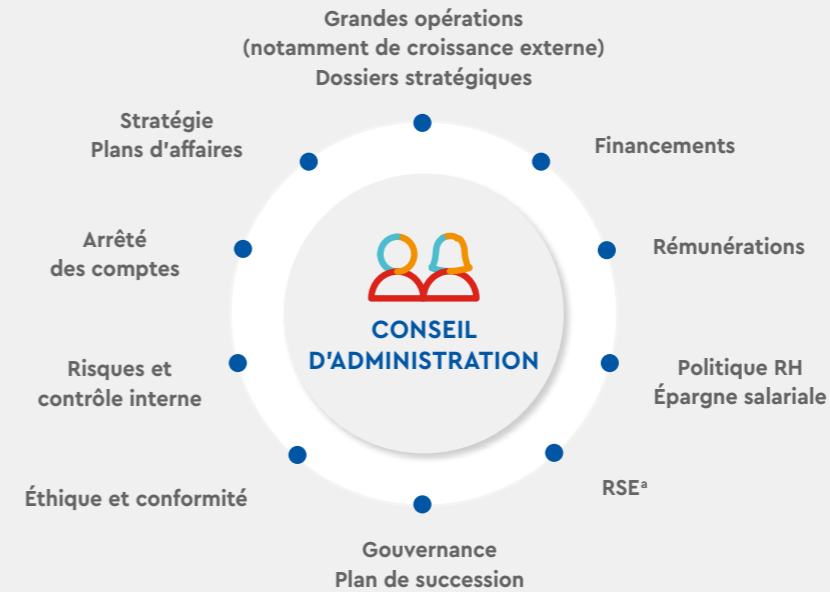 Grandes opérations
(notamment de croissance externe)
Dossiers stratégiques
Stratégie
Plans d'affaires
Financements
Arrêté
des comptes
Rémunérations
CONSEIL
D'ADMINISTRATION
Risques et
contrôle interne
Politique RH
Épargne salariale
Éthique et conformité
RSEᵃ
Gouvernance
Plan de succession